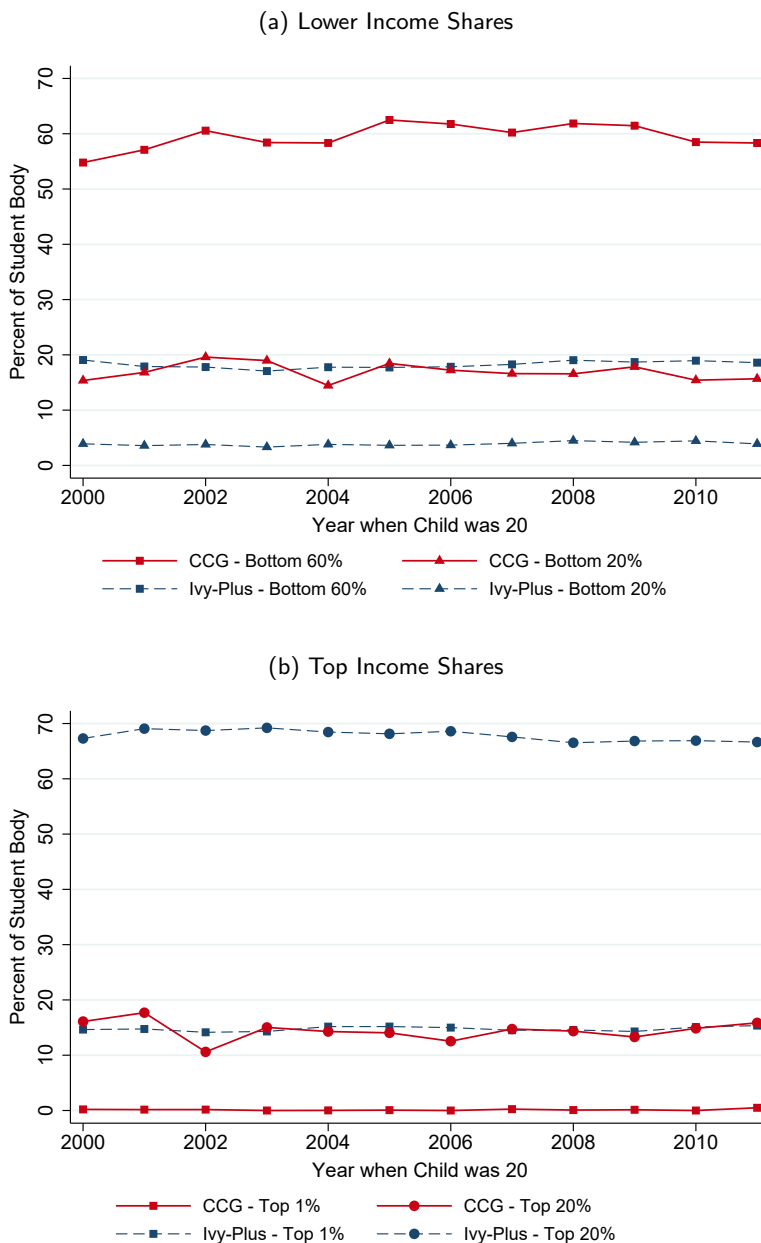 (a) Lower Income Shares
Percent of Student Body
70
60
50
40
30
20
10
0
2000 2002 2004 2006 2008 2010
Year when Child was 20
CCG - Bottom 60% CCG - Bottom 20%
Ivy-Plus - Bottom 60% Ivy-Plus - Bottom 20%
(b) Top Income Shares
Percent of Student Body
70
60
50
40
30
20
10
0
2000 2002 2004 2006 2008 2010
Year when Child was 20
CCG - Top 1% CCG - Top 20%
Ivy-Plus - Top 1% Ivy-Plus - Top 20%